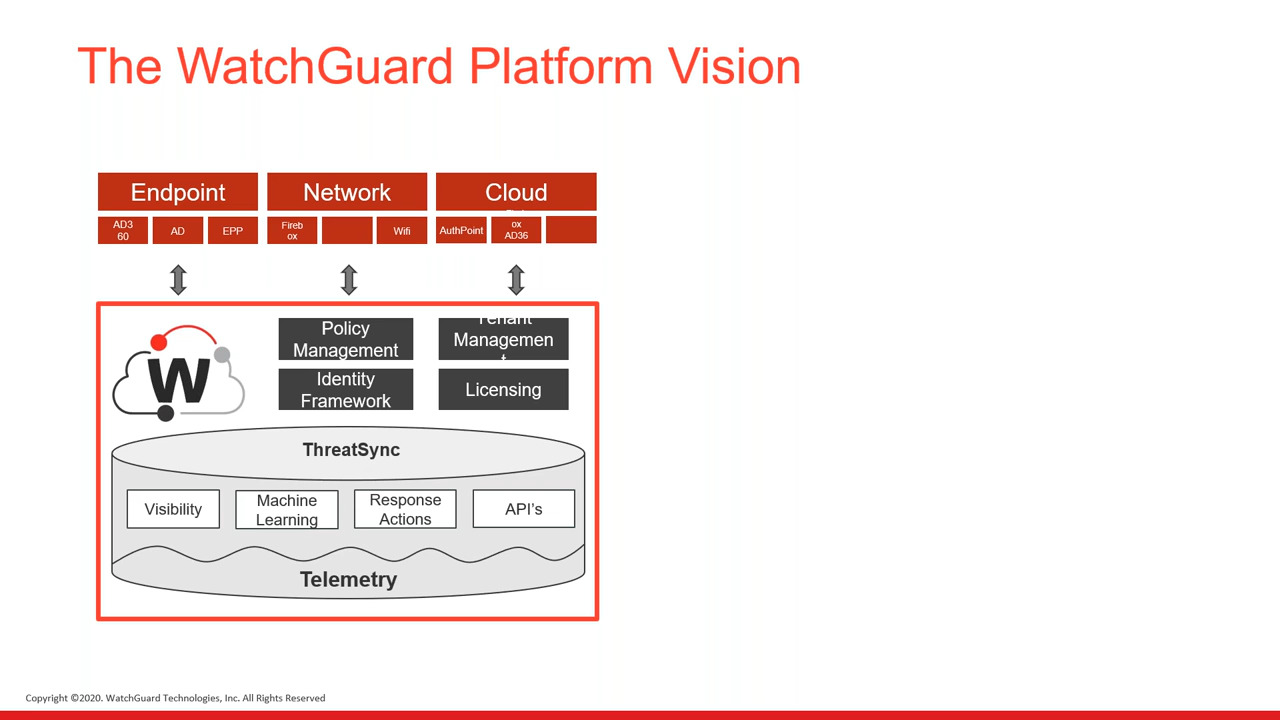 The WatchGuard Platform Vision
Endpoint
Network
Cloud
AD3
60
AD
EPP
Fireb
ox
Wifi
AuthPoint
ox
AD36
W
Policy
Management
Tenant
Managemen
t
Identity
Framework
Licensing
ThreatSync
Visibility
Machine
Learning
Response
Actions
API's
Telemetry
Copyright ©2020. WatchGuard Technologies, Inc. All Rights Reserved